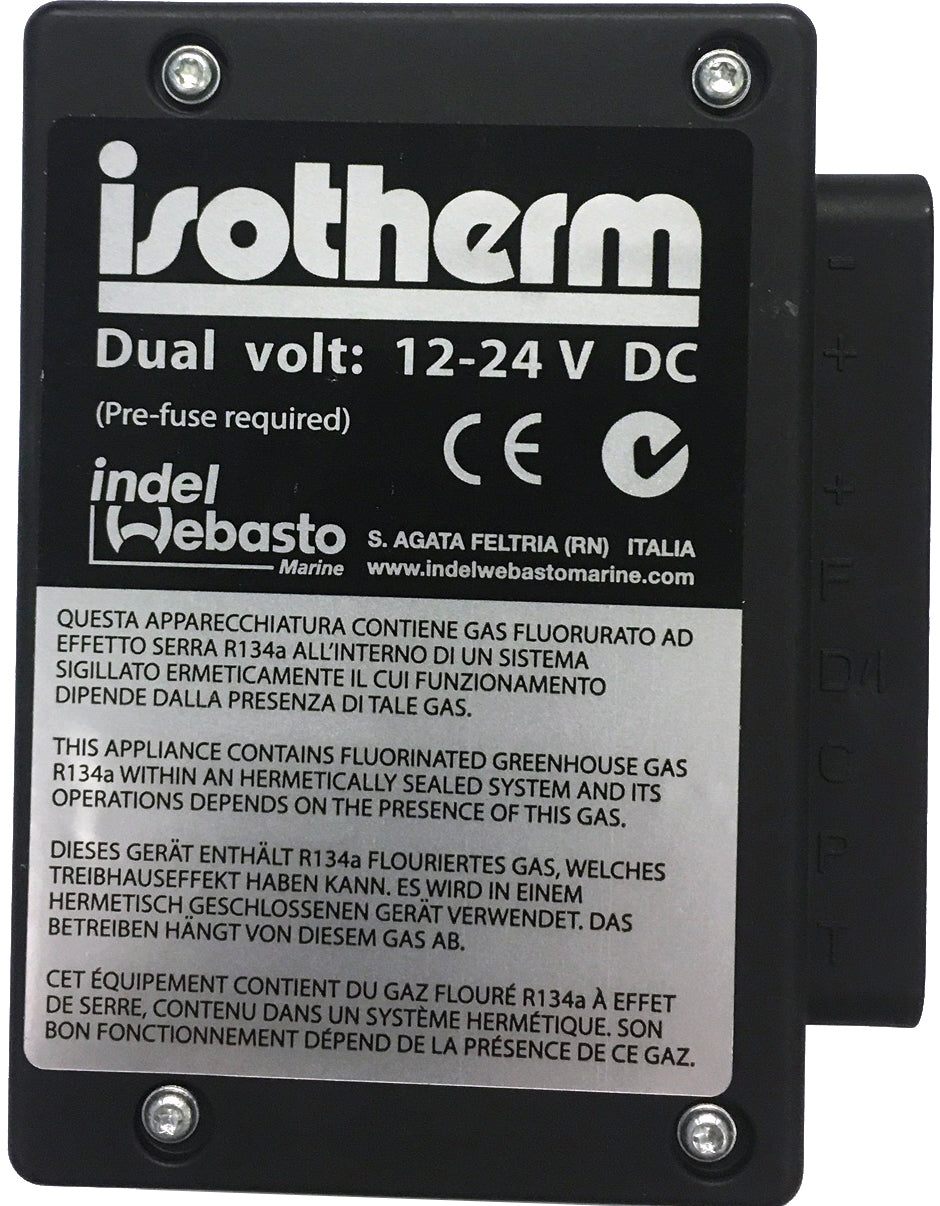 isotherm
Dual volt: 12-24 V DC
(Pre-fuse required)
CE
indel
Webasto
Marine
S. AGATA FELTRIA (RN) ITALIA
www.indelwebastomarine.com
QUESTA APPARECCHIATURA CONTIENE GAS FLUORURATO AD
EFFETTO SERRA R134a ALL'INTERNO DI UN SISTEMA
SIGILLATO ERMETICAMENTE IL CUI FUNZIONAMENTO
DIPENDE DALLA PRESENZA DI TALE GAS.
THIS APPLIANCE CONTAINS FLUORINATED GREENHOUSE GAS
R134a WITHIN AN HERMETICALLY SEALED SYSTEM AND ITS
OPERATIONS DEPENDS ON THE PRESENCE OF THIS GAS.
DIESES GERÄT ENTHÄLT R134a FLOURIERTES GAS, WELCHES
TREIBHAUSEFFEKT HABEN KANN. ES WIRD IN EINEM
HERMETISCH GESCHLOSSENEN GERÄT VERWENDET. DAS
BETREIBEN HÄNGT VON DIESEM GAS AB.
CET ÉQUIPEMENT CONTIENT DU GAZ FLOURÉ R134a À EFFET
DE SERRE, CONTENU DANS UN SYSTÈME HERMÉTIQUE. SON
BON FONCTIONNEMENT DÉPEND DE LA PRÉSENCE DE CE GAZ.
-
+
+
F
D/I
C
P
T